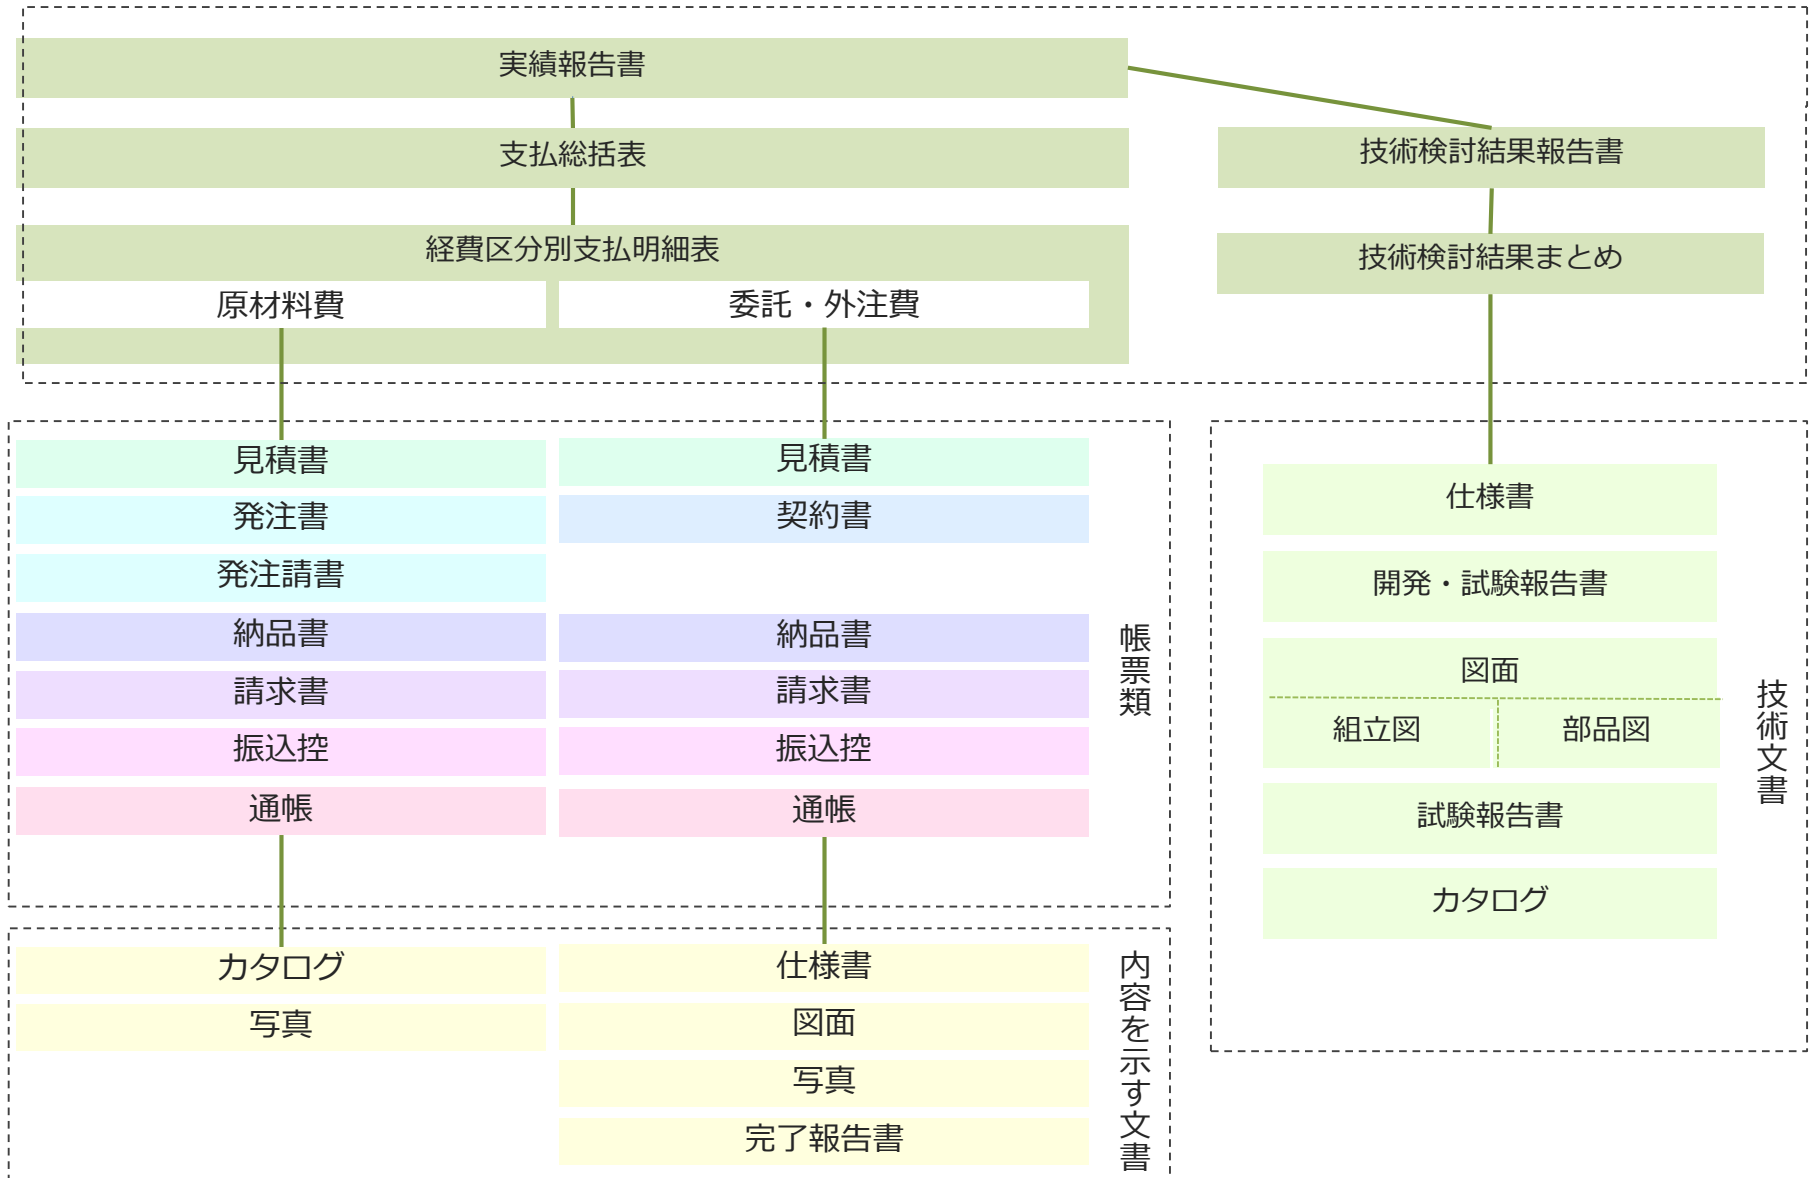 実績報告書
支払総括表
経費区分別支払明細表
原材料費
委託・外注費
技術検討結果報告書
技術検討結果まとめ
見積書
発注書
発注請書
納品書
請求書
振込控
通帳
見積書
契約書
納品書
請求書
振込控
通帳
帳票類
カタログ
写真
仕様書
図面
写真
完了報告書
内容を示す文書
仕様書
開発・試験報告書
図面
組立図
部品図
試験報告書
カタログ
技術文書